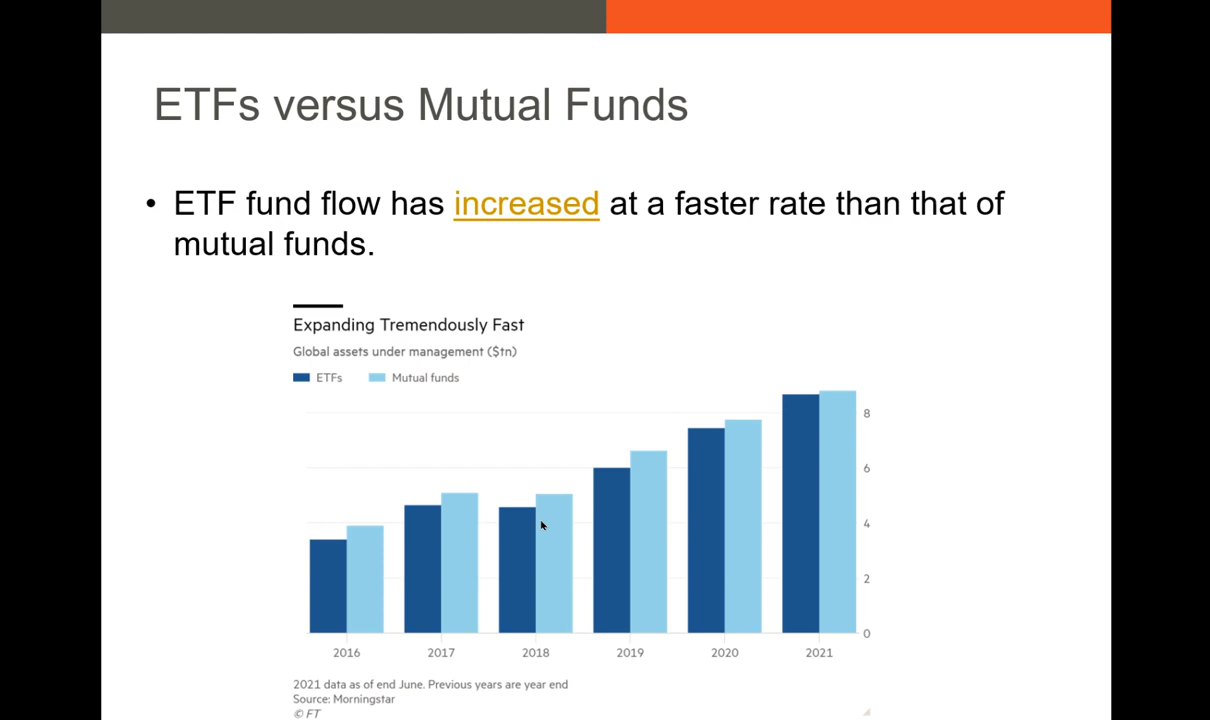 ETFs versus Mutual Funds
• ETF fund flow has increased at a faster rate than that of
mutual funds.
Expanding Tremendously Fast
Global assets under management ($tn)
ETFs Mutual funds
8
6
4
2
0
2016 2017 2018 2019 2020 2021
2021 data as of end June. Previous years are year end
Source: Morningstar
© FT